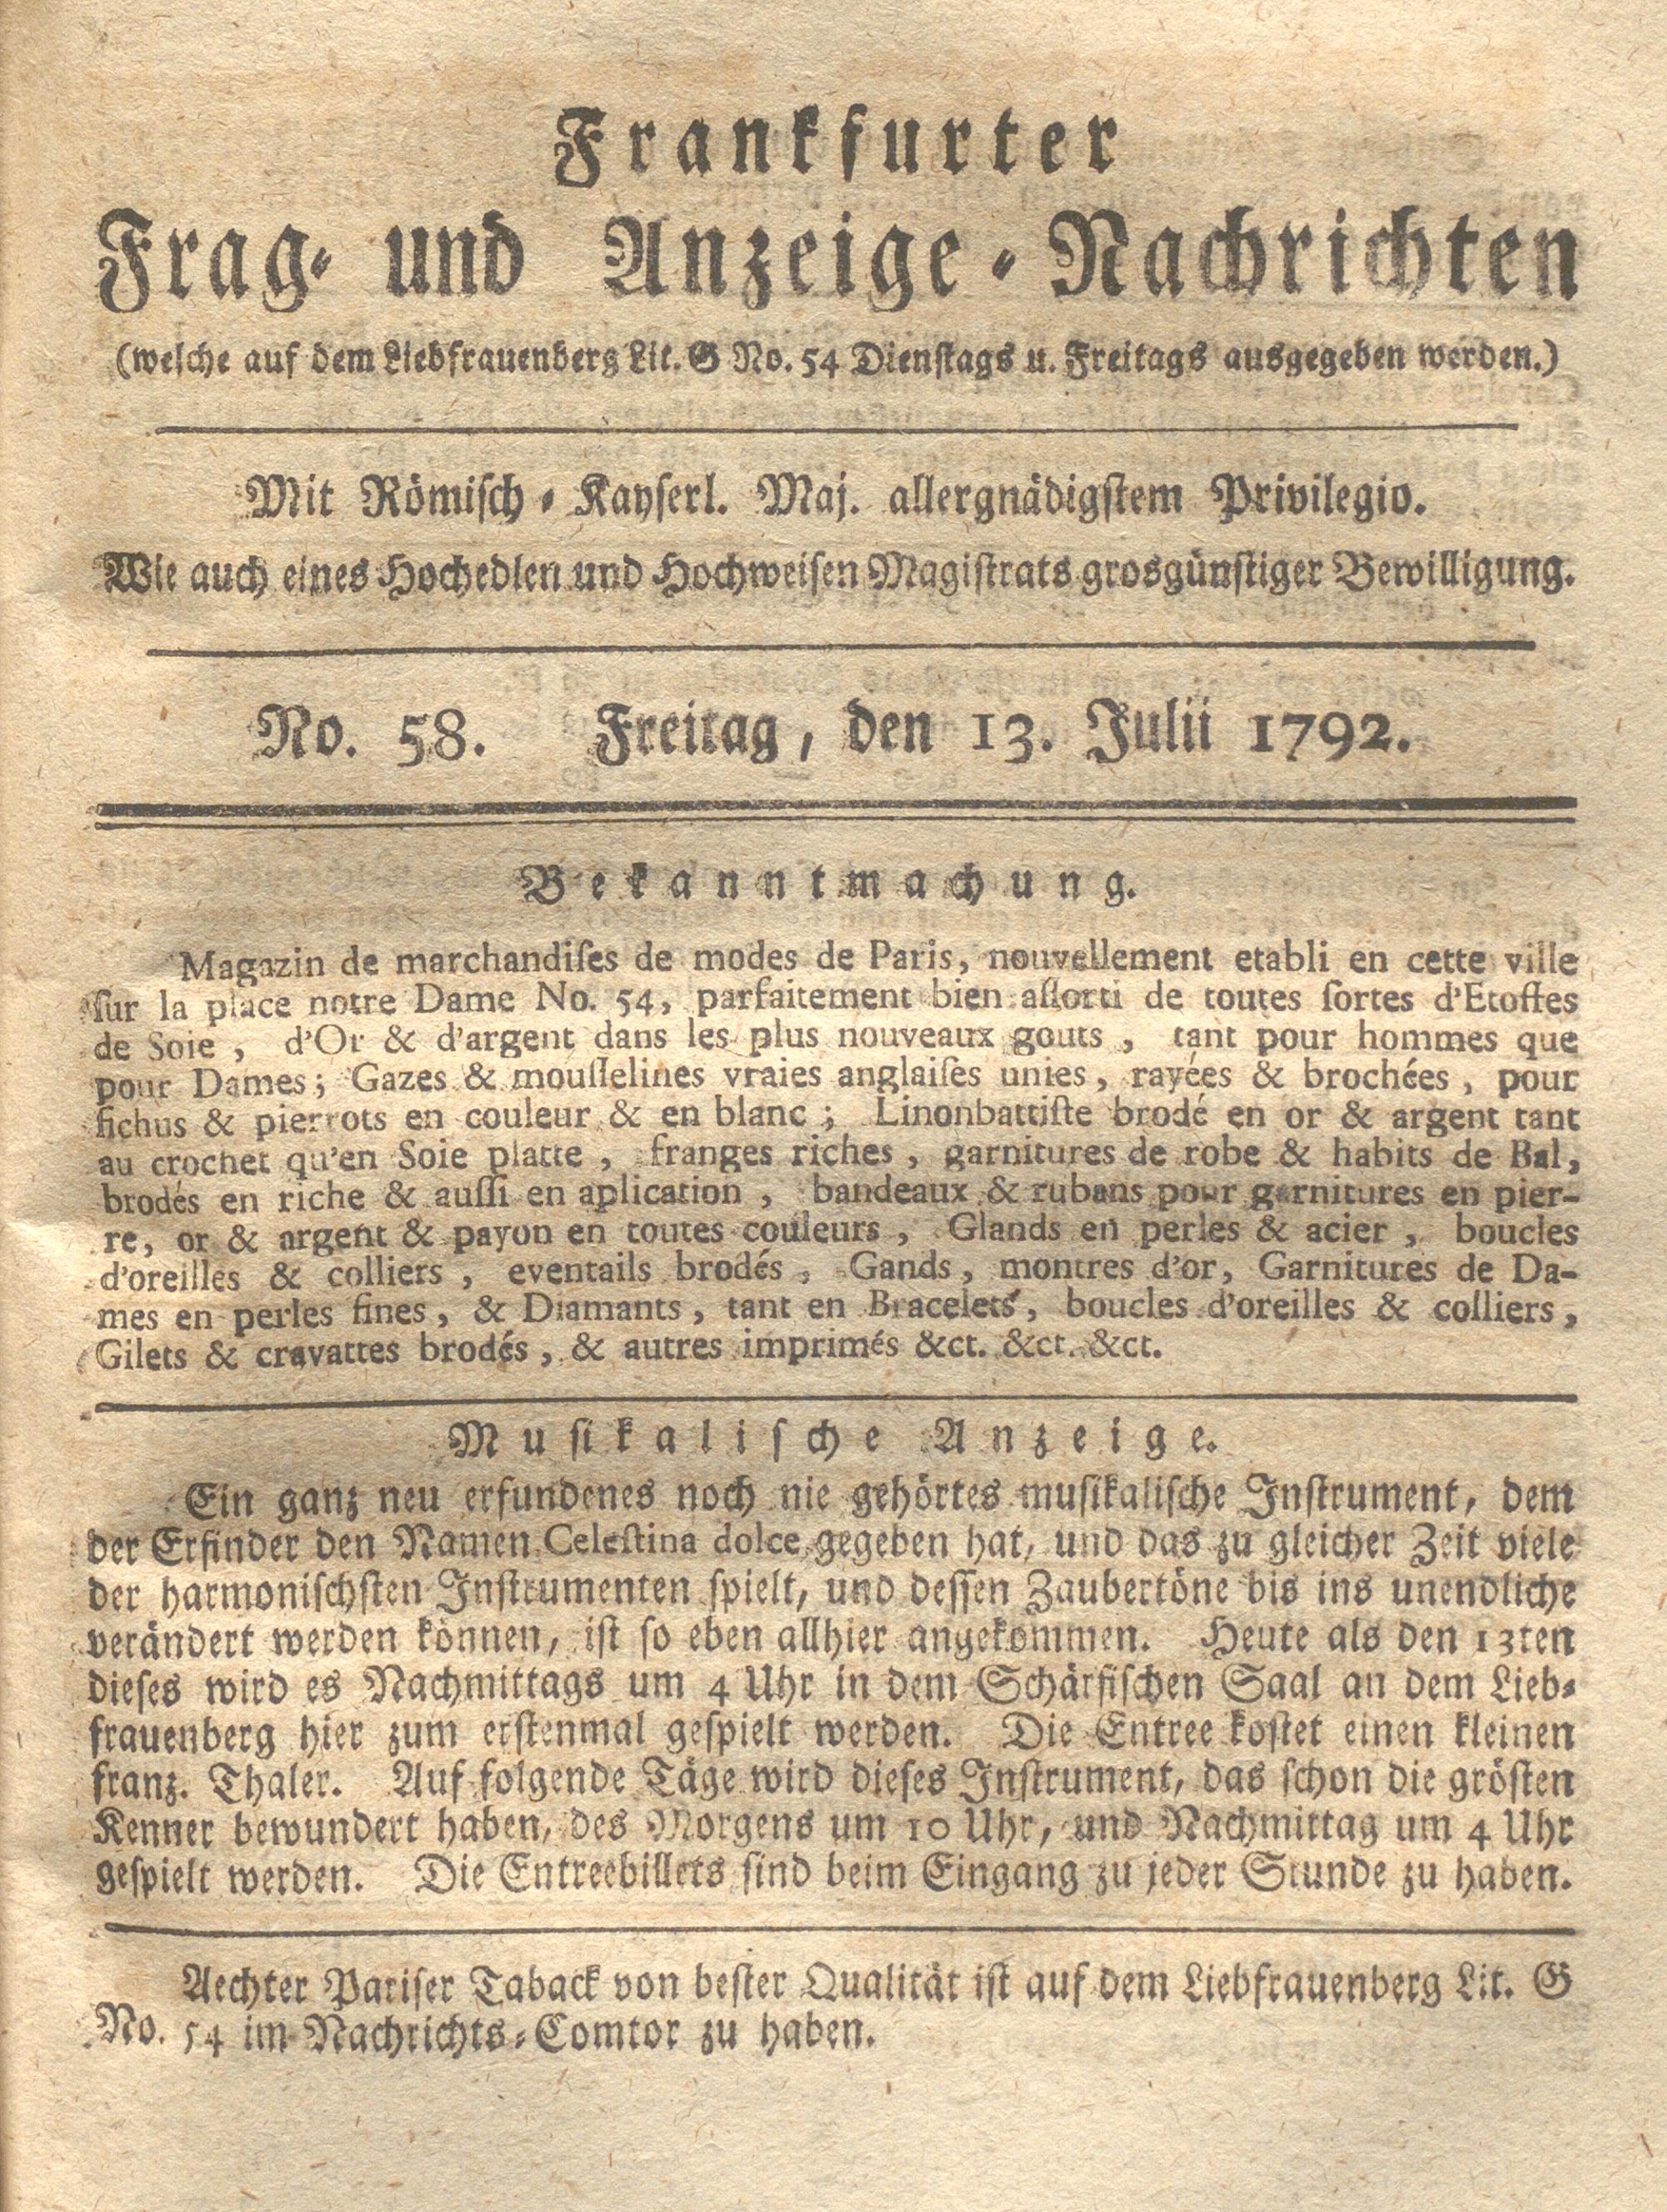 Frankfurter
Frag- und Anzeige-Nachrichten
(welche auf dem Liebfrauenberg Lit. G No. 54 Dienſtags u. Freitags ausgegeben werden.)
Mit Römiſch-Kayſerl. Maj. allergnädigſtem Privilegio.
Wie auch eines Hochedlen und Hochweiſen Magiſtrats grosgünſtiger Bewilligung.
No. 58. Freitag, den 13. Julii 1792.
Bekanntmachung.
Magazin de marchandiſes de modes de Paris, nouvellement etabli en cette ville
ſur la place notre Dame No. 54, parfaitement bien aſſorti de toutes ſortes d'Etoffes
de Soie, d'Or & d'argent dans les plus nouveaux gouts, tant pour hommes que
pour Dames; Gazes & mouſſelines vraies anglaiſes unies, rayées & brochées, pour
fichus & pierrots en couleur & en blanc; Linonbattiſte brodé en or & argent tant
au crochet qu'en Soie platte, franges riches, garnitures de robe & habits de Bal,
brodés en riche & auſſi en aplication, bandeaux & rubans pour garnitures en pier-
re, or & argent & payon en toutes couleurs, Glands en perles & acier, boucles
d'oreilles & colliers, eventails brodés, Gands, montres d'or, Garnitures de Da-
mes en perles fines, & Diamants, tant en Bracelets, boucles d'oreilles & colliers,
Gilets & cravattes brodés, & autres imprimés &ct. &ct. &ct.
Muſikaliſche Anzeige.
Ein ganz neu erfundenes noch nie gehörtes muſikaliſche Inſtrument, dem
der Erfinder den Namen Celeſtina dolce gegeben hat, und das zu gleicher Zeit viele
der harmoniſchſten Inſtrumenten ſpielt, und deſſen Zaubertöne bis ins unendliche
verändert werden können, iſt ſo eben allhier angekommen. Heute als den 13ten
dieſes wird es Nachmittags um 4 Uhr in dem Schärfiſchen Saal an dem Lieb-
frauenberg hier zum erſtenmal geſpielt werden. Die Entree koſtet einen kleinen
franz. Thaler. Auf folgende Täge wird dieſes Inſtrument, das ſchon die gröſten
Kenner bewundert haben, des Morgens um 10 Uhr, und Nachmittag um 4 Uhr
geſpielt werden. Die Entreebillets ſind beim Eingang zu jeder Stunde zu haben.
Aechter Pariſer Taback von beſter Qualität iſt auf dem Liebfrauenberg Lit. G
No. 54 im Nachrichts-Comtor zu haben.